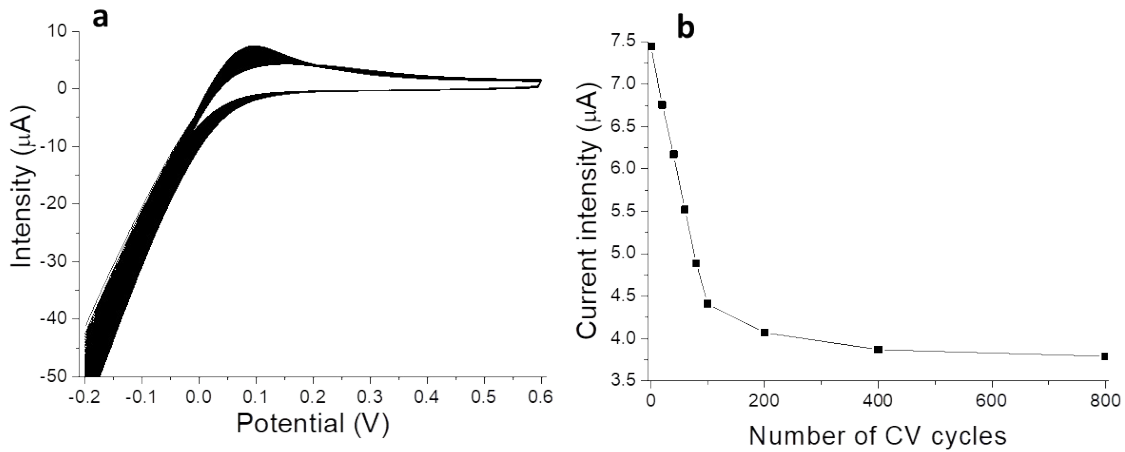 a
10
0
-10
-20
-30
-40
-50
-0.2 -0.1 0.0 0.1 0.2 0.3 0.4 0.5 0.6
Intensity (μA)
Potential (V)
b
7.5
7.0
6.5
6.0
5.5
5.0
4.5
4.0
3.5
0 200 400 600 800
Current intensity (μA)
Number of CV cycles